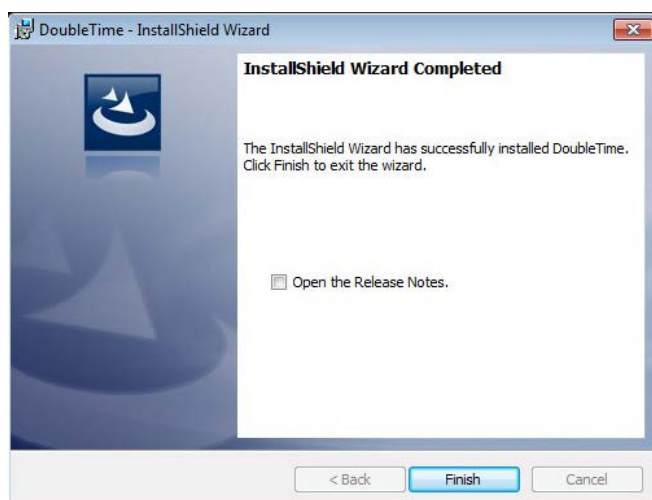 DoubleTime - InstallShield Wizard
InstallShield Wizard Completed
The InstallShield Wizard has successfully installed DoubleTime.
Click Finish to exit the wizard.
Open the Release Notes.
< Back
Finish
Cancel